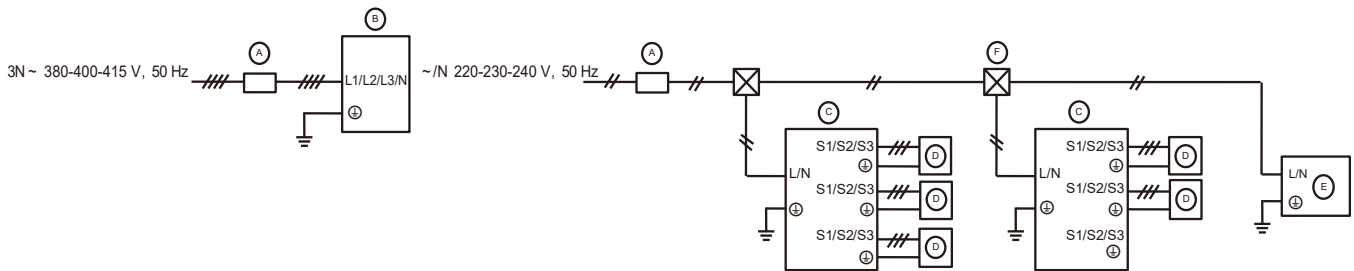 B
A
3N ~ 380-400-415 V, 50 Hz
L1/L2/L3/N
~/N 220-230-240 V, 50 Hz
A
F
C
S1/S2/S3
D
L/N
S1/S2/S3
D
S1/S2/S3
D
C
S1/S2/S3
D
L/N
S1/S2/S3
D
S1/S2/S3
L/N
E